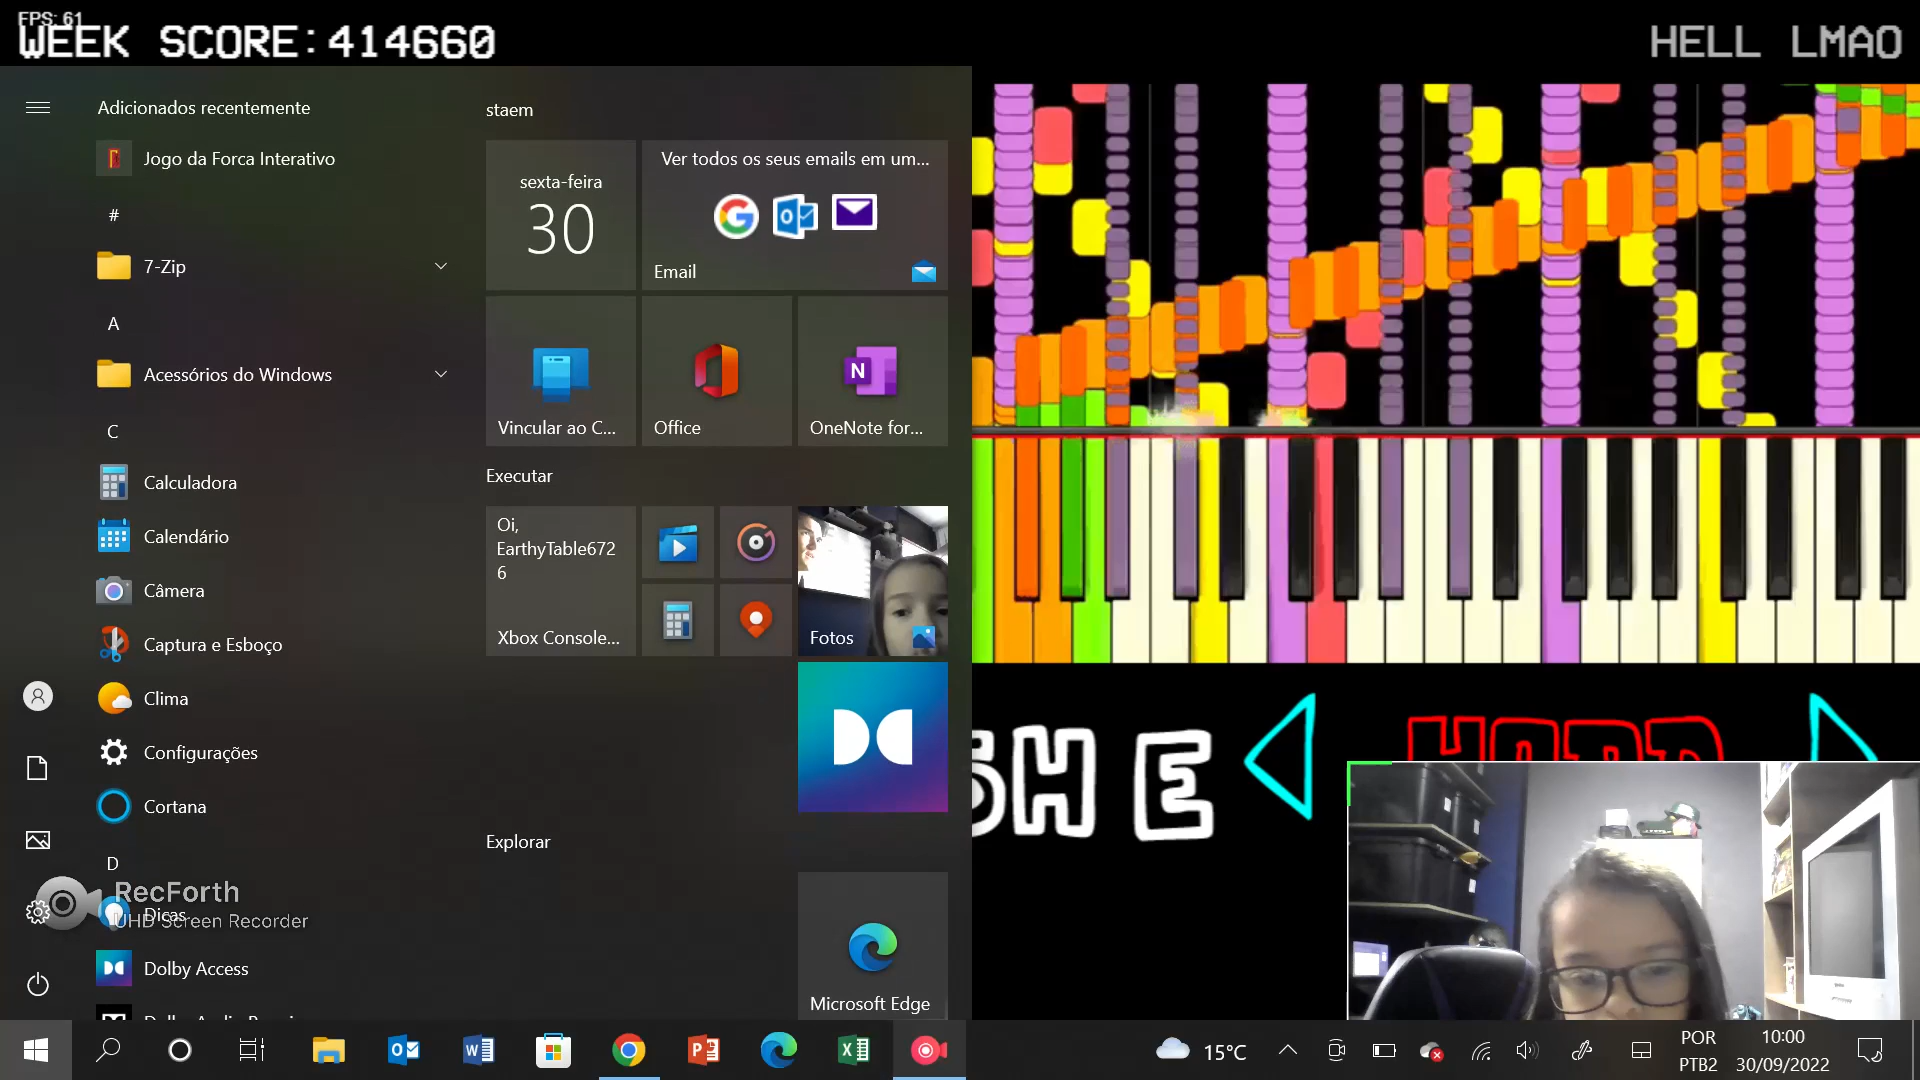 FPS: 61
WEEK SCORE:414660
HELL LMAO
Adicionados recentemente
Jogo da Forca Interativo
#
7-Zip
A
Acessórios do Windows
C
Calculadora
Calendário
Câmera
Captura e Esboço
Clima
Configurações
Cortana
D
Dicas
Dolby Access
RecForth
UHD Screen Recorder
staem
sexta-feira
30
Ver todos os seus emails em um...
Email
Vincular ao C...
Office
OneNote for...
Executar
Oi,
EarthyTable672
6
Xbox Console...
Fotos
Explorar
Microsoft Edge
SH E
HARD
15°C
POR
PTB2
10:00
30/09/2022